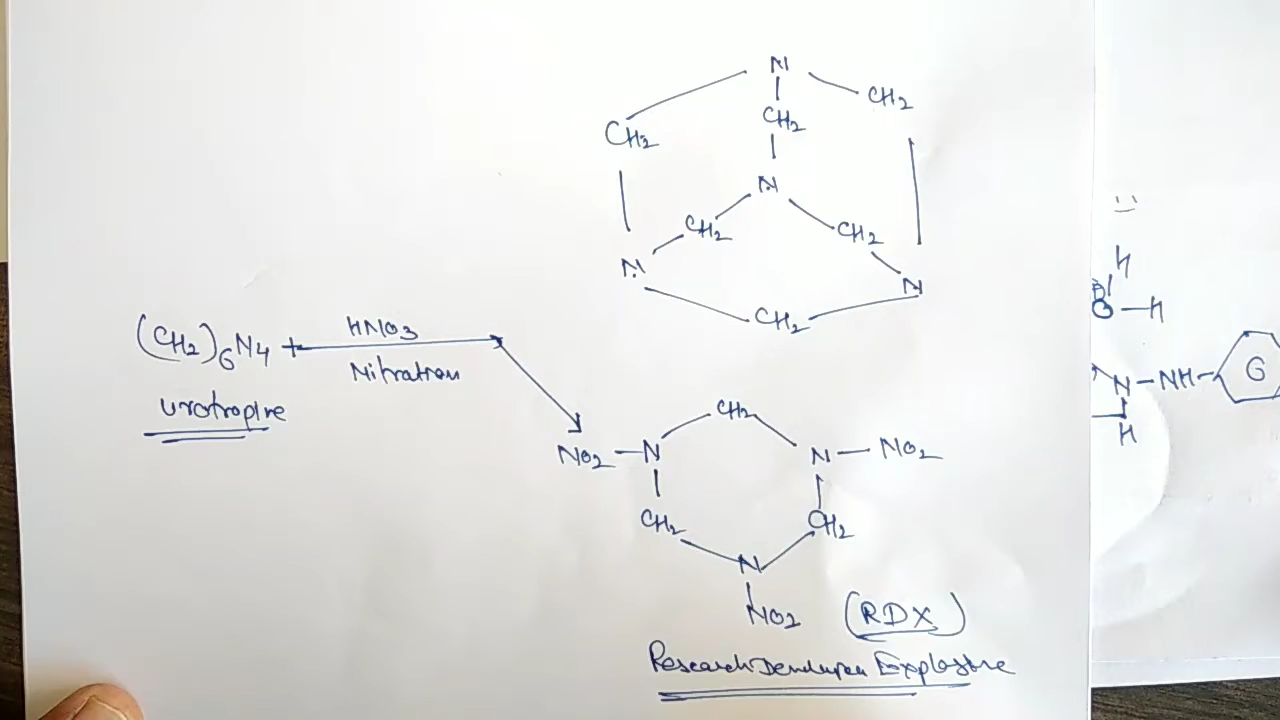 N
CH2 CH2 CH2
N
CH2 CH2
N N
CH2
(CH2)6N4 + HNO3
Nitration
urotropine
CH2
NO2 — N N — NO2
CH2 CH2
N
NO2 (RDX)
Research Explosive
H
— H
N — NH —
H